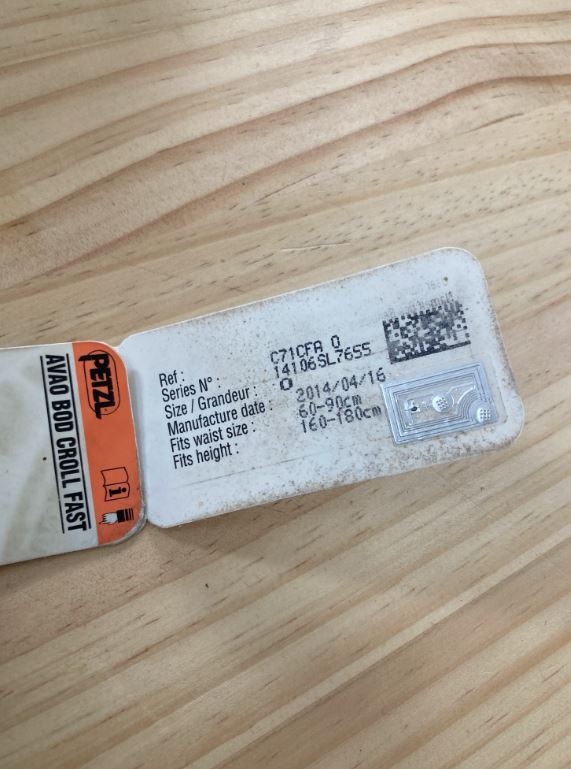 PETZL
AVAO BOD CROLL FAST
Ref : C71CFA 0
Series N° : 14106SL7655
Size / Grandeur : 0
Manufacture date : 2014/04/16
Fits waist size : 60-90cm
Fits height : 160-180cm